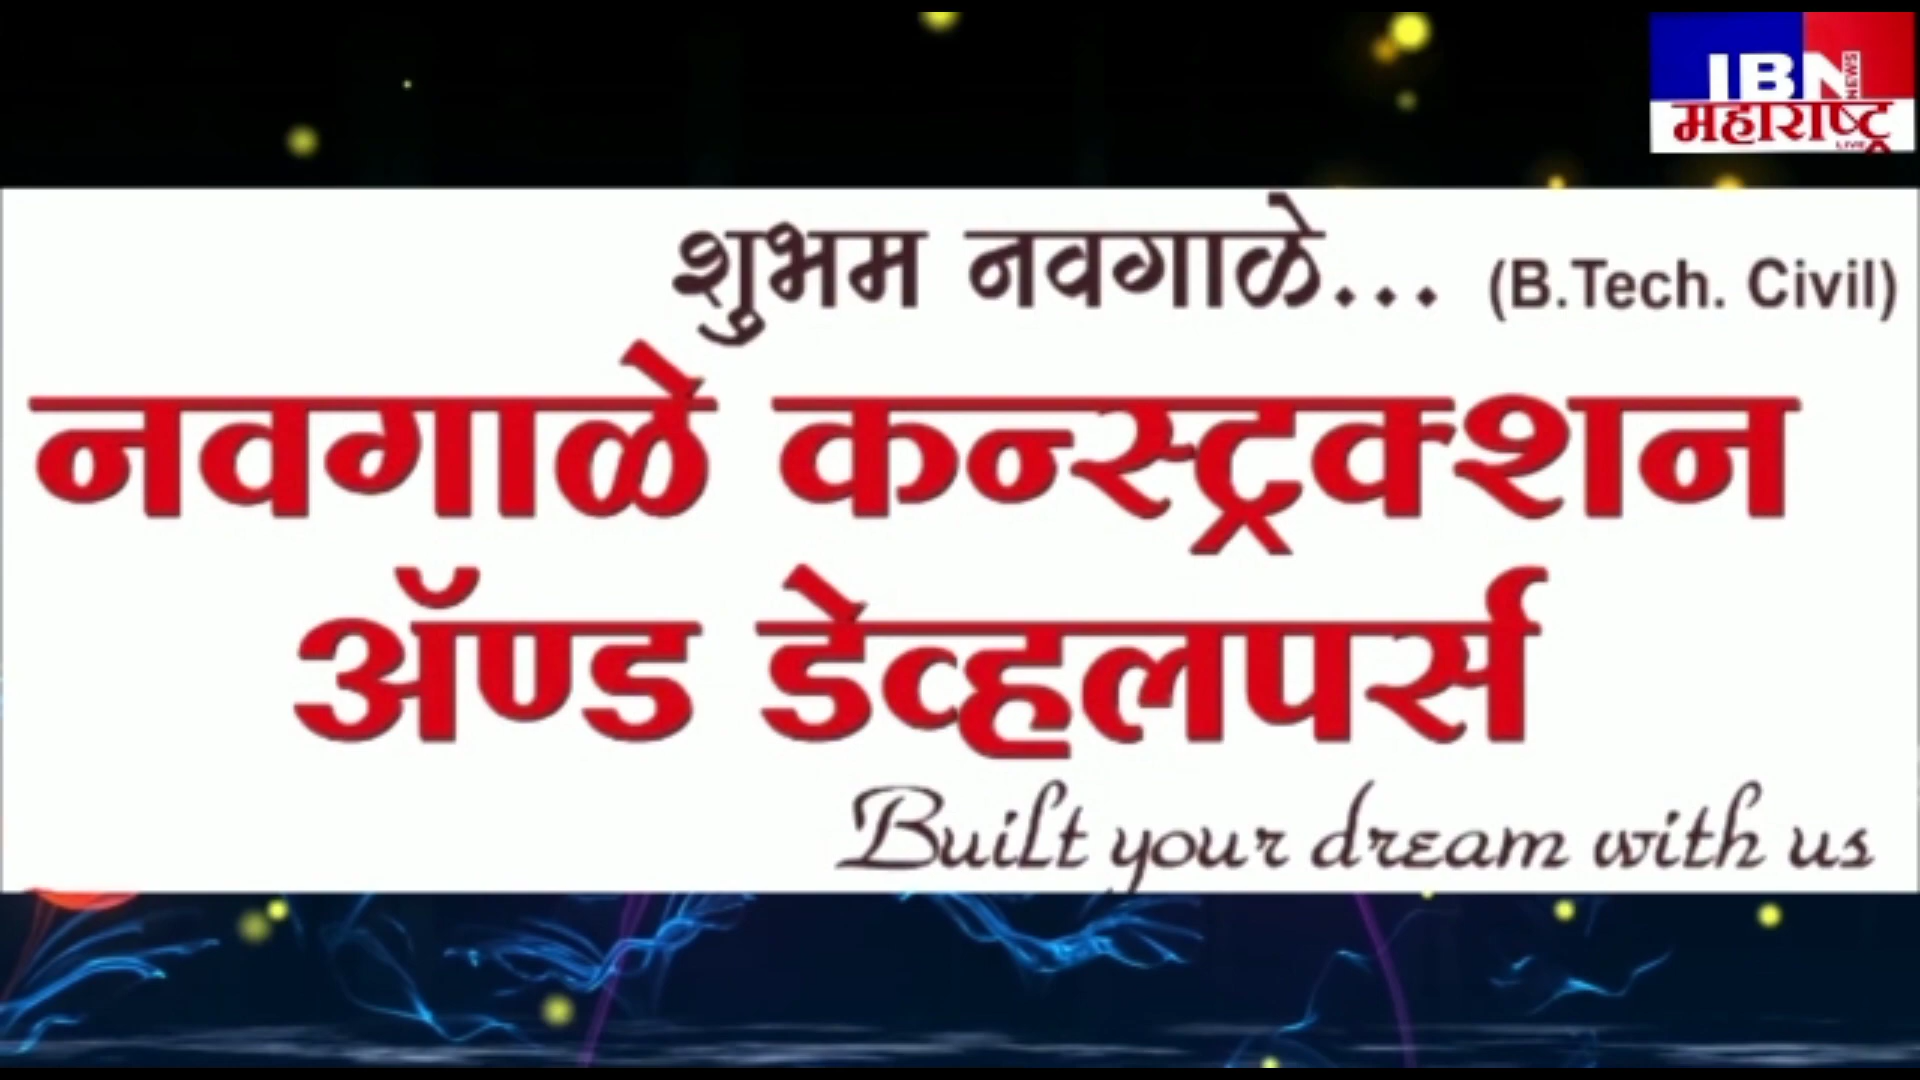 IBN
NEWS
महाराष्ट्र
LIVE
शुभम नवगाळे... (B.Tech. Civil)
नवगाळे कन्स्ट्रक्शन
ॲण्ड डेव्हलपर्स
Built your dream with us